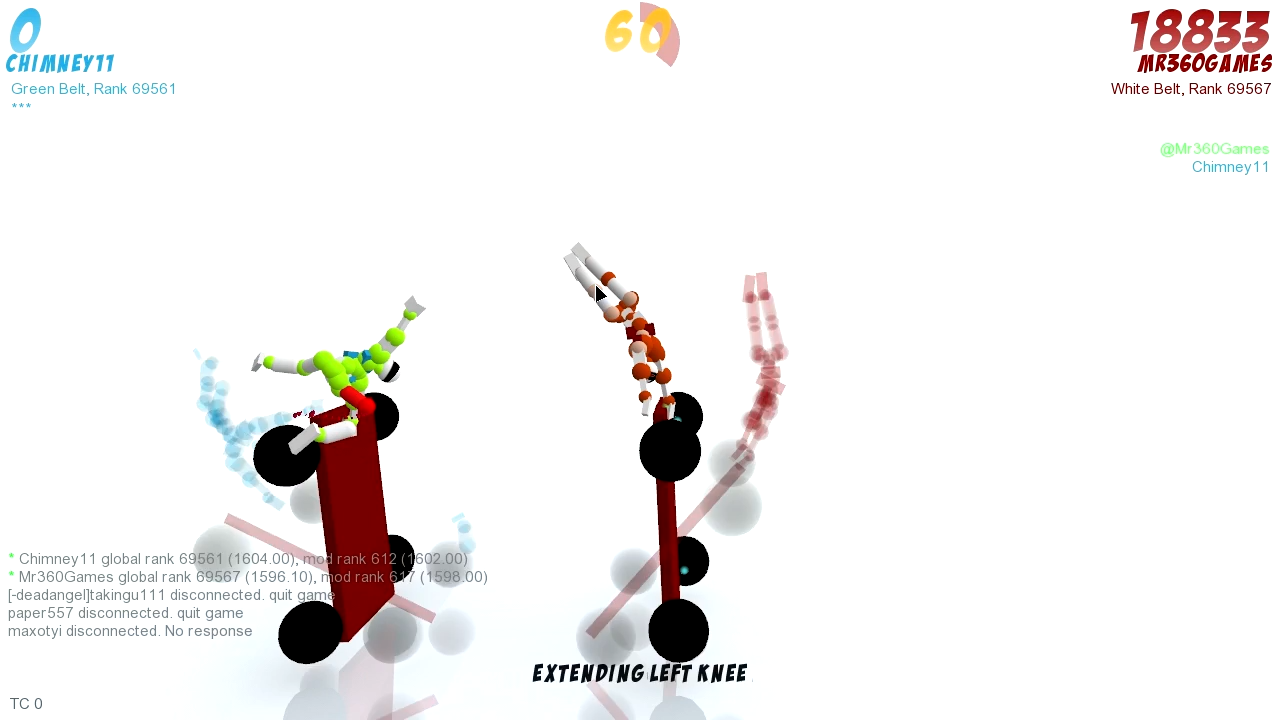 0
CHIMNEY11
Green Belt, Rank 69561
***
60
18833
MR360GAMES
White Belt, Rank 69567
@Mr360Games
Chimney11
* Chimney11 global rank 69561 (1604.00), mod rank 612 (1602.00)
* Mr360Games global rank 69567 (1596.10), mod rank 617 (1598.00)
[-deadangel]takingu111 disconnected. quit game
paper557 disconnected. quit game
maxotyi disconnected. No response
EXTENDING LEFT KNEE
TC 0